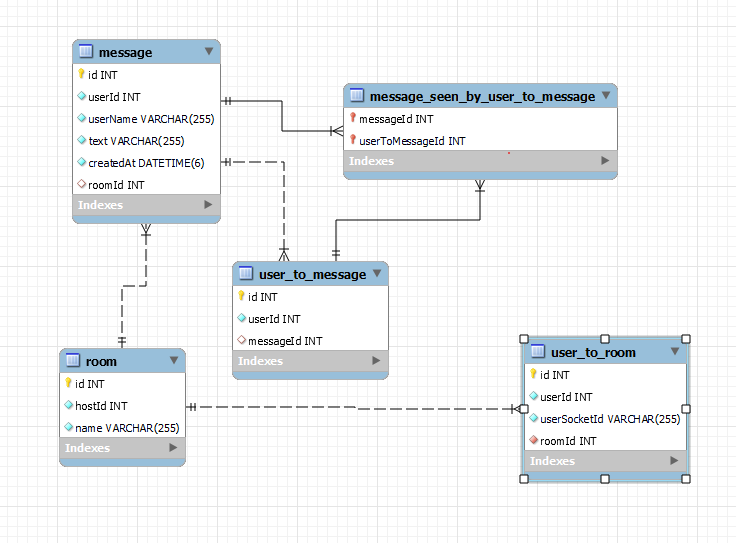 message
id INT
userId INT
userName VARCHAR(255)
text VARCHAR(255)
createdAt DATETIME(6)
roomId INT
Indexes
message_seen_by_user_to_message
messageId INT
userToMessageId INT
Indexes
user_to_message
id INT
userId INT
messageId INT
Indexes
room
id INT
hostId INT
name VARCHAR(255)
Indexes
user_to_room
id INT
userId INT
userSocketId VARCHAR(255)
roomId INT
Indexes